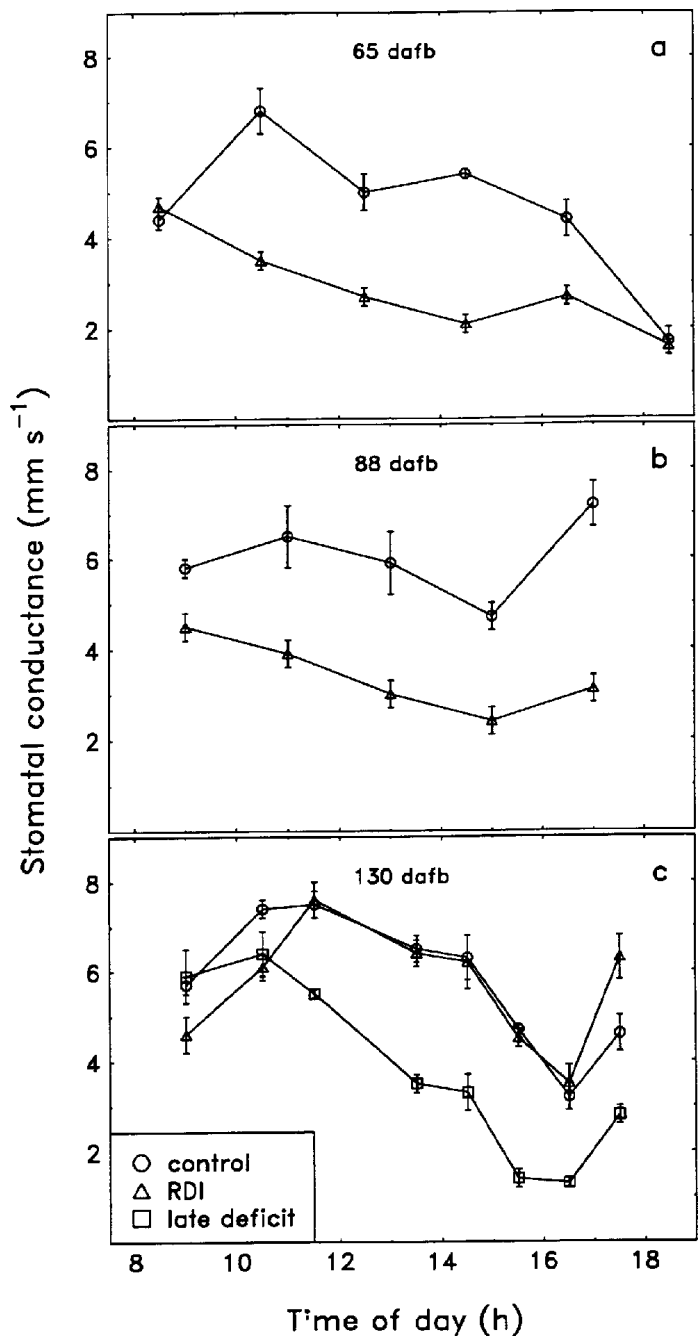 65 dafb
a
8
6
4
2
88 dafb
b
8
6
4
2
Stomatal conductance (mm s⁻¹)
130 dafb
c
8
6
4
2
control
RDI
late deficit
8 10 12 14 16 18
Time of day (h)